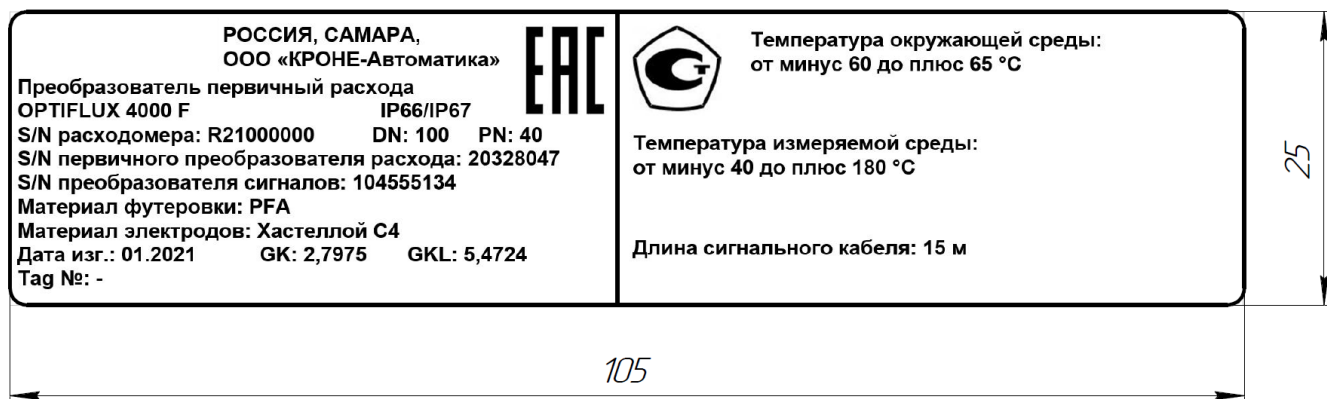 РОССИЯ, САМАРА,
ООО «КРОНЕ-Автоматика»
EAC
Преобразователь первичный расхода
OPTIFLUX 4000 F IP66/IP67
S/N расходомера: R21000000 DN: 100 PN: 40
S/N первичного преобразователя расхода: 20328047
S/N преобразователя сигналов: 104555134
Материал футеровки: PFA
Материал электродов: Хастеллой С4
Дата изг.: 01.2021 GK: 2,7975 GKL: 5,4724
Tag №: -
Ст
Температура окружающей среды:
от минус 60 до плюс 65 °С
Температура измеряемой среды:
от минус 40 до плюс 180 °С
Длина сигнального кабеля: 15 м
25
105